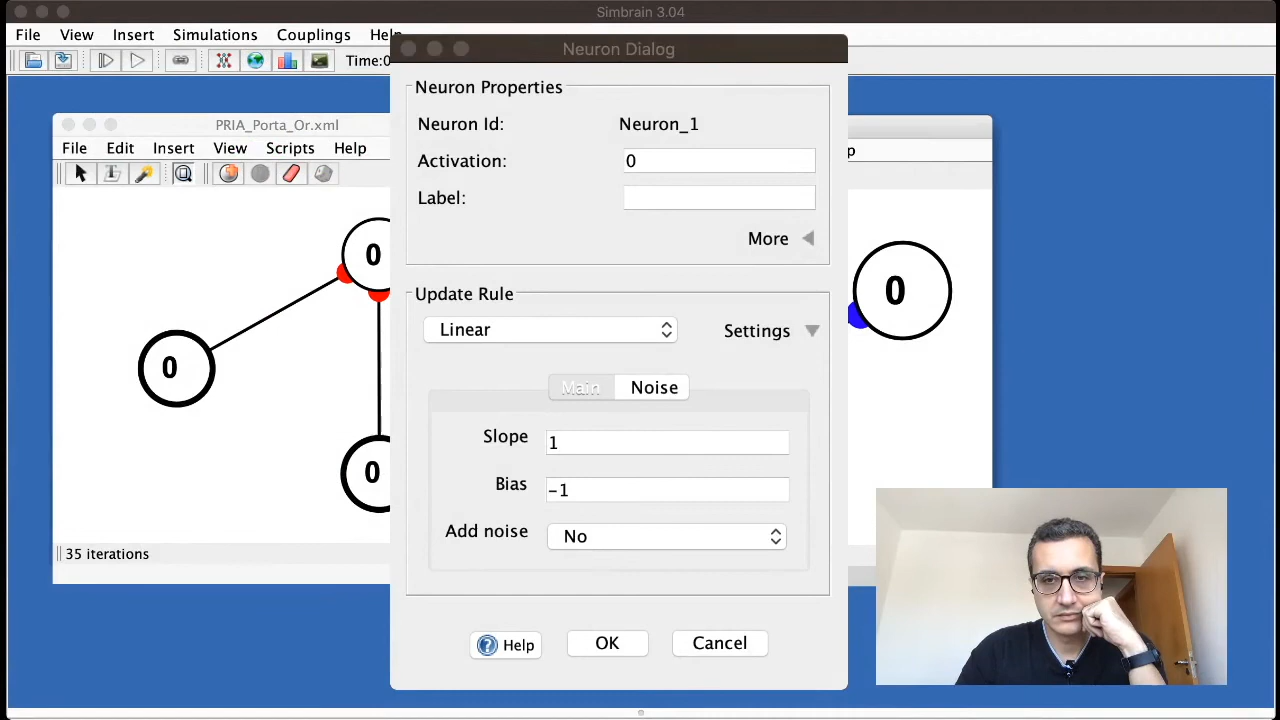 Simbrain 3.04
File View Insert Simulations Couplings Help
Time:0
Neuron Dialog
Neuron Properties
Neuron Id: Neuron_1
Activation: 0
Label:
More
Update Rule
Linear
Settings
Main Noise
Slope 1
Bias -1
Add noise No
Help OK Cancel
PRIA_Porta_Or.xml
File Edit Insert View Scripts Help
0
0
0
35 iterations
0